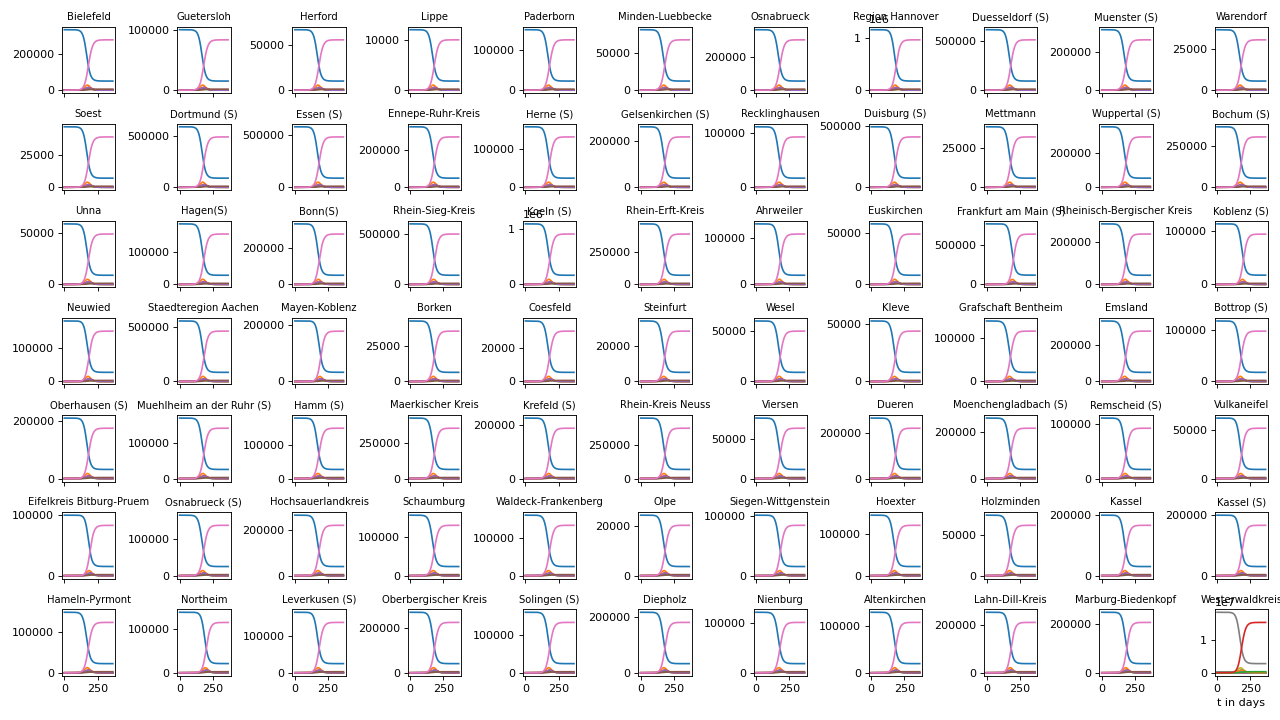 Bielefeld Guetersloh Herford Lippe Paderborn Minden-Luebbecke Osnabrueck Region Hannover Duesseldorf (S) Muenster (S) Warendorf
1e6
200000 100000 50000 10000 100000 50000 200000 1 500000 200000 25000
0 0 0 0 0 0 0 0 0 0 0
Soest Dortmund (S) Essen (S) Ennepe-Ruhr-Kreis Herne (S) Gelsenkirchen (S) Recklinghausen Duisburg (S) Mettmann Wuppertal (S) Bochum (S)
25000 500000 500000 200000 100000 200000 100000 500000 25000 200000 250000
0 0 0 0 0 0 0 0 0 0 0
Unna Hagen(S) Bonn(S) Rhein-Sieg-Kreis Koeln (S) Rhein-Erft-Kreis Ahrweiler Euskirchen Frankfurt am Main (S) Rheinisch-Bergischer Kreis Koblenz (S)
1e6
50000 100000 200000 500000 1 250000 100000 50000 500000 200000 100000
0 0 0 0 0 0 0 0 0 0 0
Neuwied Staedteregion Aachen Mayen-Koblenz Borken Coesfeld Steinfurt Wesel Kleve Grafschaft Bentheim Emsland Bottrop (S)
100000 500000 200000 25000 20000 20000 50000 50000 100000 200000 100000
0 0 0 0 0 0 0 0 0 0 0
Oberhausen (S) Muehlheim an der Ruhr (S) Hamm (S) Maerkischer Kreis Krefeld (S) Rhein-Kreis Neuss Viersen Dueren Moenchengladbach (S) Remscheid (S) Vulkaneifel
200000 100000 100000 250000 200000 250000 50000 200000 200000 100000 50000
0 0 0 0 0 0 0 0 0 0 0
Eifelkreis Bitburg-Pruem Osnabrueck (S) Hochsauerlandkreis Schaumburg Waldeck-Frankenberg Olpe Siegen-Wittgenstein Hoexter Holzminden Kassel Kassel (S)
100000 100000 200000 100000 100000 20000 100000 100000 50000 200000 200000
0 0 0 0 0 0 0 0 0 0 0
Hameln-Pyrmont Northeim Leverkusen (S) Oberbergischer Kreis Solingen (S) Diepholz Nienburg Altenkirchen Lahn-Dill-Kreis Marburg-Biedenkopf Westerwaldkreis
1e7
100000 100000 100000 200000 100000 200000 100000 100000 200000 200000 1
0 0 0 0 0 0 0 0 0 0 0
0 250 0 250 0 250 0 250 0 250 0 250 0 250 0 250 0 250 0 250 0 250
t in days